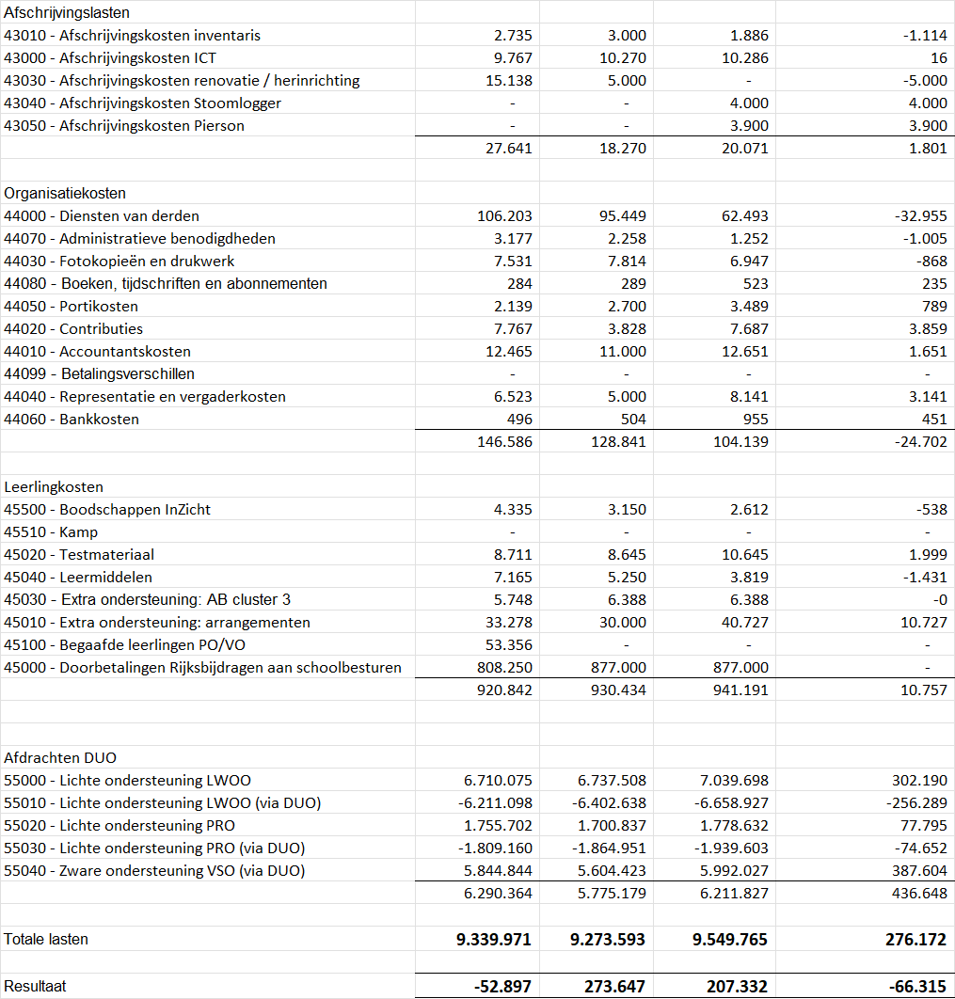 Afschrijvingslasten
43010 - Afschrijvingskosten inventaris 2.735 3.000 1.886 -1.114
43000 - Afschrijvingskosten ICT 9.767 10.270 10.286 16
43030 - Afschrijvingskosten renovatie / herinrichting 15.138 5.000 - -5.000
43040 - Afschrijvingskosten Stoomlogger - - 4.000 4.000
43050 - Afschrijvingskosten Pierson - - 3.900 3.900
27.641 18.270 20.071 1.801
Organisatiekosten
44000 - Diensten van derden 106.203 95.449 62.493 -32.955
44070 - Administratieve benodigdheden 3.177 2.258 1.252 -1.005
44030 - Fotokopieën en drukwerk 7.531 7.814 6.947 -868
44080 - Boeken, tijdschriften en abonnementen 284 289 523 235
44050 - Portikosten 2.139 2.700 3.489 789
44020 - Contributies 7.767 3.828 7.687 3.859
44010 - Accountantskosten 12.465 11.000 12.651 1.651
44099 - Betalingsverschillen - - - -
44040 - Representatie en vergaderkosten 6.523 5.000 8.141 3.141
44060 - Bankkosten 496 504 955 451
146.586 128.841 104.139 -24.702
Leerlingkosten
45500 - Boodschappen InZicht 4.335 3.150 2.612 -538
45510 - Kamp - - - -
45020 - Testmateriaal 8.711 8.645 10.645 1.999
45040 - Leermiddelen 7.165 5.250 3.819 -1.431
45030 - Extra ondersteuning: AB cluster 3 5.748 6.388 6.388 -0
45010 - Extra ondersteuning: arrangementen 33.278 30.000 40.727 10.727
45100 - Begaafde leerlingen PO/VO 53.356 - - -
45000 - Doorbetalingen Rijksbijdragen aan schoolbesturen 808.250 877.000 877.000 -
920.842 930.434 941.191 10.757
Afdrachten DUO
55000 - Lichte ondersteuning LWOO 6.710.075 6.737.508 7.039.698 302.190
55010 - Lichte ondersteuning LWOO (via DUO) -6.211.098 -6.402.638 -6.658.927 -256.289
55020 - Lichte ondersteuning PRO 1.755.702 1.700.837 1.778.632 77.795
55030 - Lichte ondersteuning PRO (via DUO) -1.809.160 -1.864.951 -1.939.603 -74.652
55040 - Zware ondersteuning VSO (via DUO) 5.844.844 5.604.423 5.992.027 387.604
6.290.364 5.775.179 6.211.827 436.648
Totale lasten 9.339.971 9.273.593 9.549.765 276.172
Resultaat -52.897 273.647 207.332 -66.315